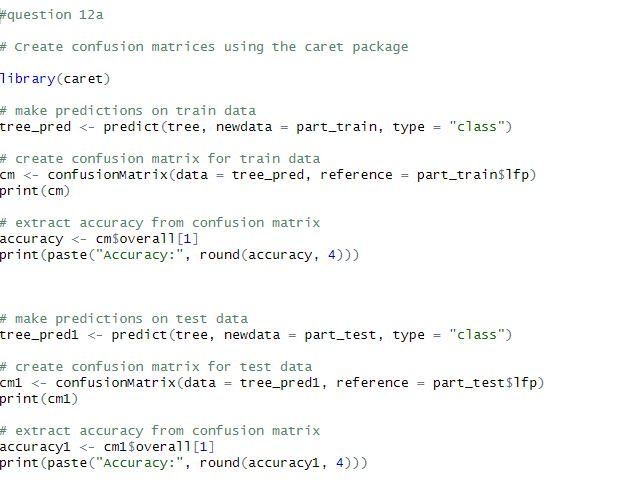 #question 12a
# Create confusion matrices using the caret package
library(caret)
# make predictions on train data
tree_pred <- predict(tree, newdata = part_train, type = "class")
# create confusion matrix for train data
cm <- confusionMatrix(data = tree_pred, reference = part_train$lfp)
print(cm)
# extract accuracy from confusion matrix
accuracy <- cm$overall[1]
print(paste("Accuracy:", round(accuracy, 4)))
# make predictions on test data
tree_pred1 <- predict(tree, newdata = part_test, type = "class")
# create confusion matrix for test data
cm1 <- confusionMatrix(data = tree_pred1, reference = part_test$lfp)
print(cm1)
# extract accuracy from confusion matrix
accuracy1 <- cm1$overall[1]
print(paste("Accuracy:", round(accuracy1, 4)))